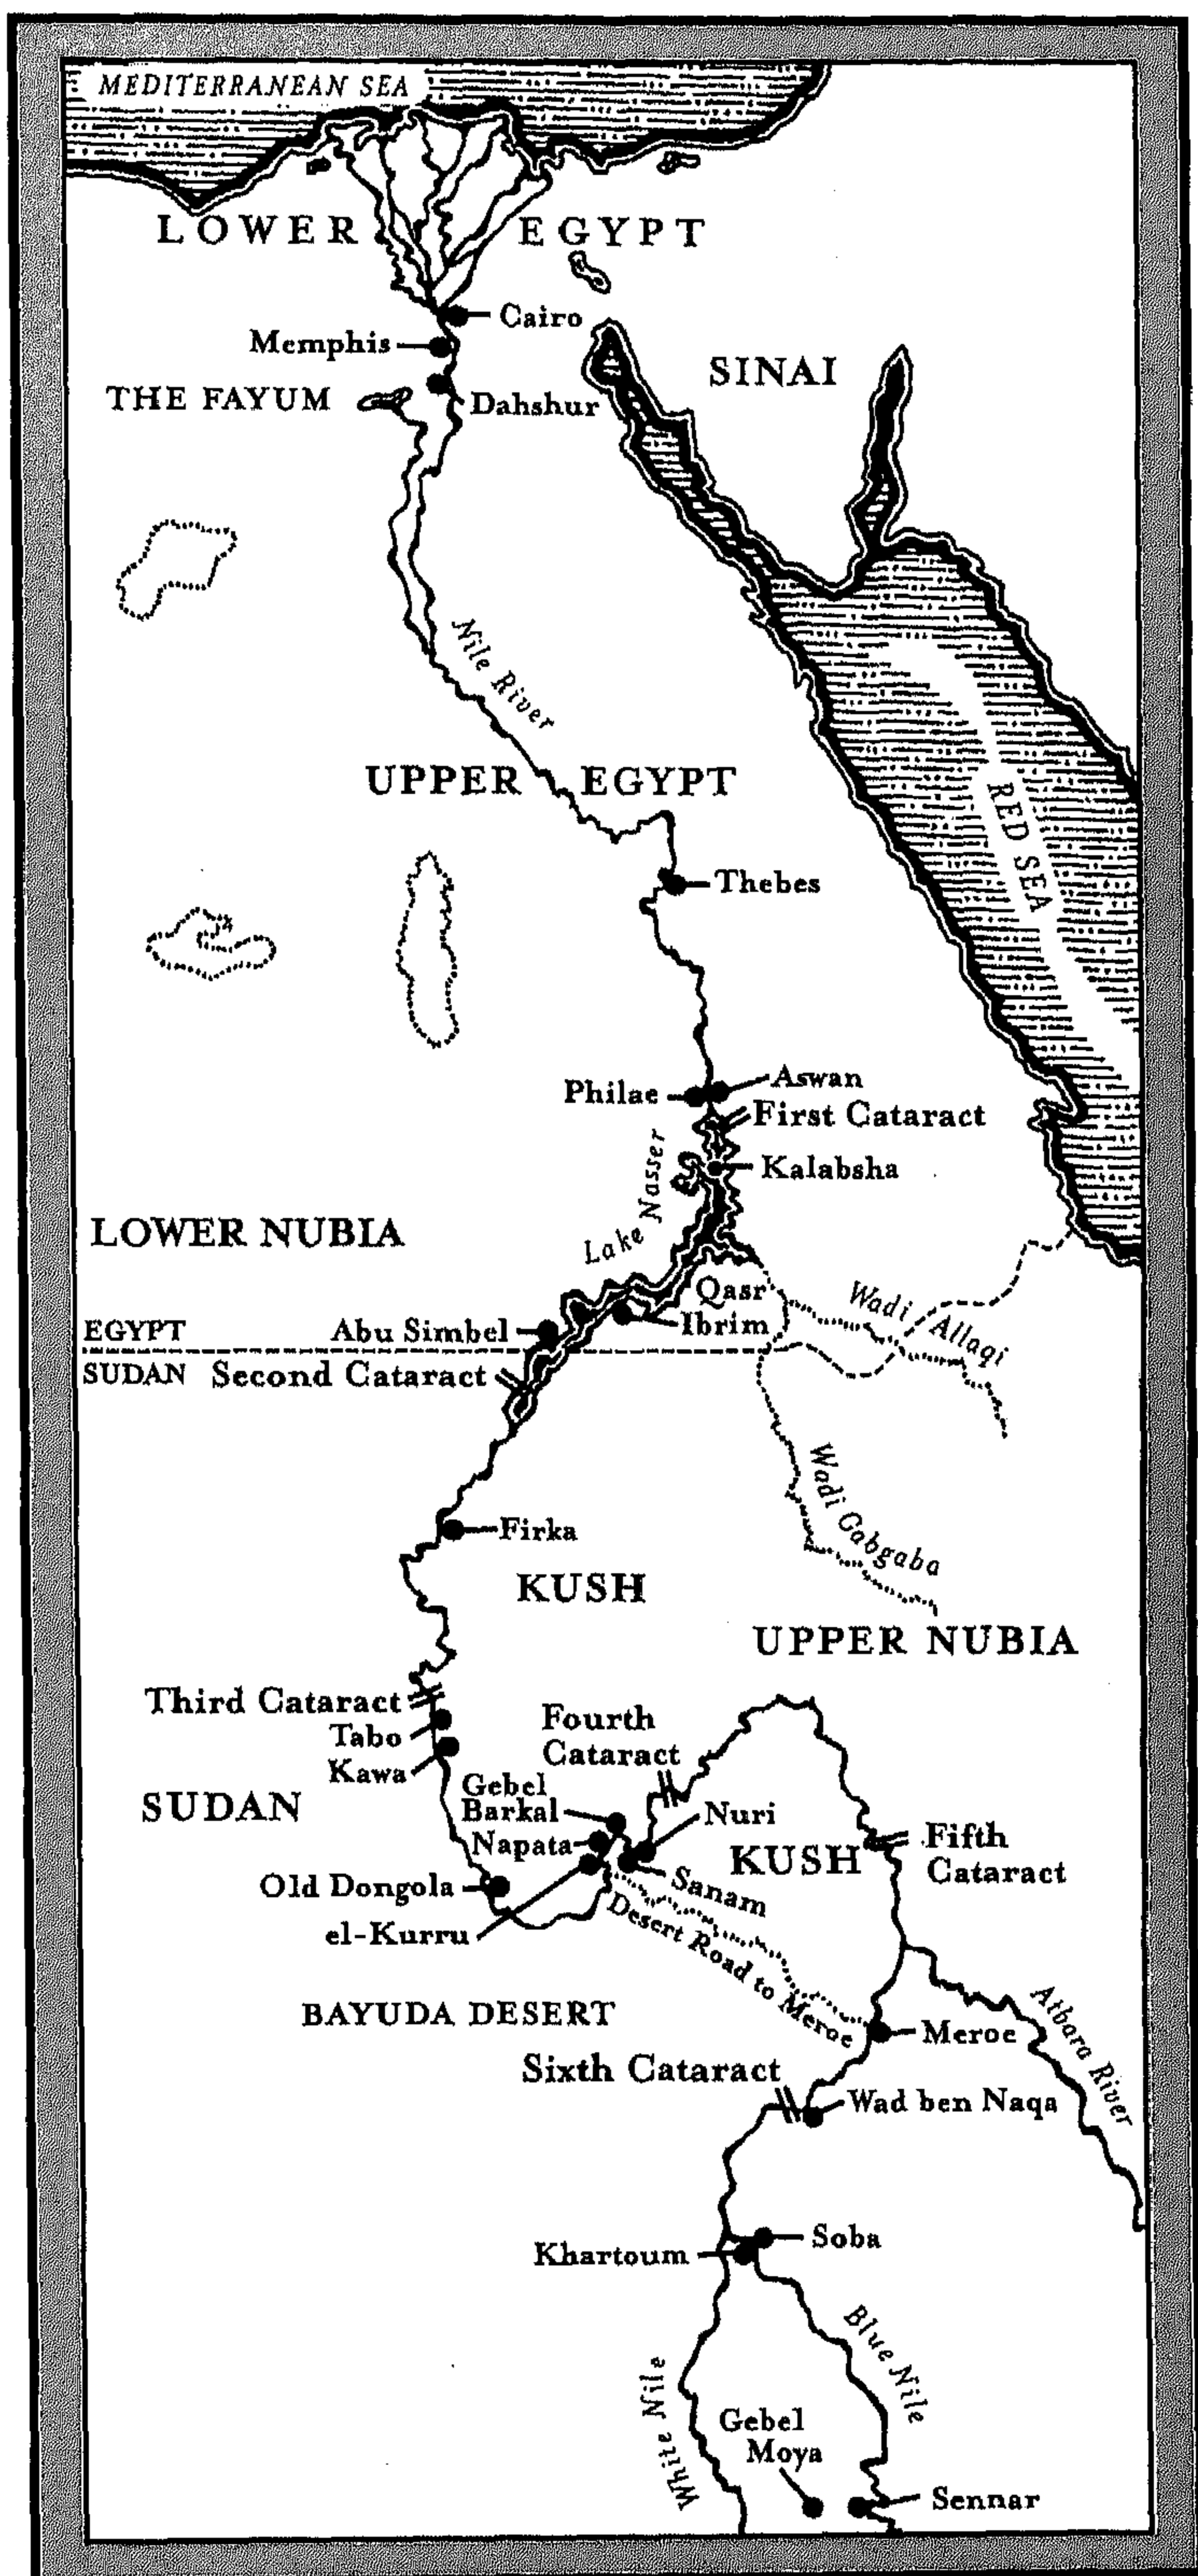 MEDITERRANEAN SEA
LOWER EGYPT
Cairo
Memphis
SINAI
THE FAYUM
Dahshur
Nile River
UPPER EGYPT
RED SEA
Thebes
Aswan
Philae
First Cataract
Kalabsha
Lake Nasser
LOWER NUBIA
Qasr
Ibrim
Wadi Allaqi
EGYPT
Abu Simbel
SUDAN
Second Cataract
Wadi Gabgaba
Firka
KUSH
UPPER NUBIA
Third Cataract
Tabo
Kawa
Fourth
Cataract
SUDAN
Gebel
Barkal
Nuri
Napata
KUSH
Fifth
Cataract
Sanam
Old Dongola
el-Kurru
Desert Road to Meroe
BAYUDA DESERT
Meroe
Atbara River
Sixth Cataract
Wad ben Naqa
Soba
Khartoum
Blue Nile
White Nile
Gebel
Moya
Sennar